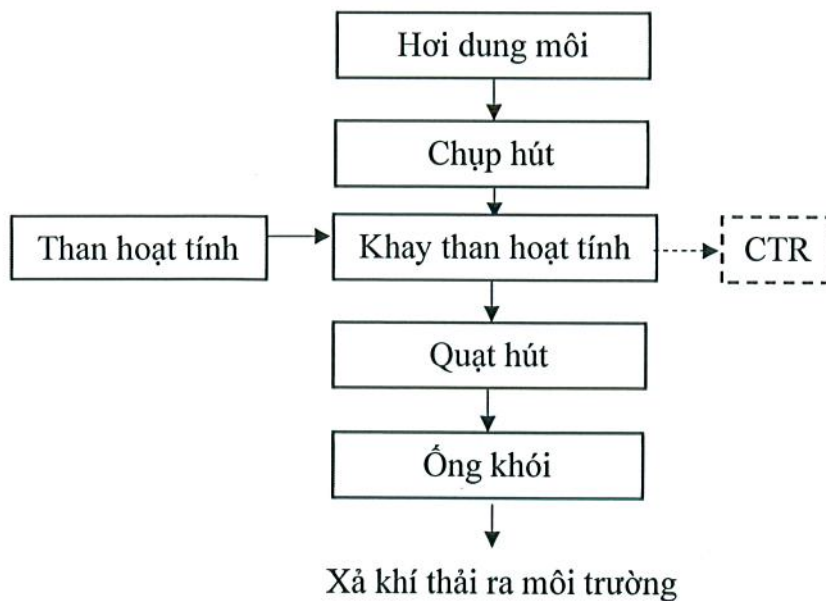 Hơi dung môi
Chụp hút
Than hoạt tính
Khay than hoạt tính
CTR
Quạt hút
Ống khói
Xả khí thải ra môi trường